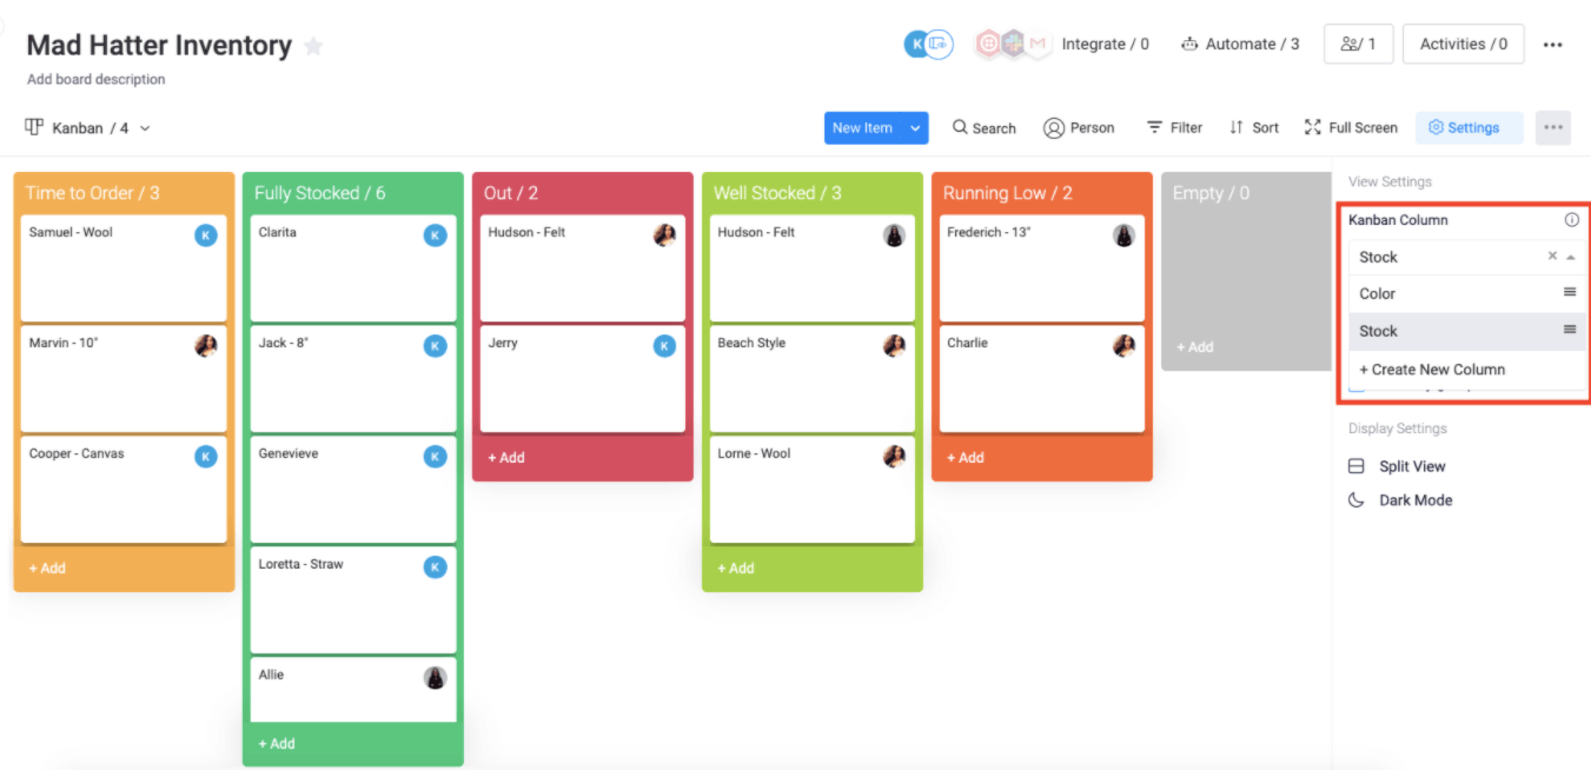 Mad Hatter Inventory
Add board description
K
Integrate / 0
Automate / 3
/ 1
Activities / 0
Kanban / 4
New Item
Search
Person
Filter
Sort
Full Screen
Settings
Time to Order / 3
Samuel - Wool
K
Marvin - 10"
Cooper - Canvas
K
+ Add
Fully Stocked / 6
Clarita
K
Jack - 8"
K
Genevieve
K
Loretta - Straw
K
Allie
+ Add
Out / 2
Hudson - Felt
Jerry
K
+ Add
Well Stocked / 3
Hudson - Felt
Beach Style
Lorne - Wool
+ Add
Running Low / 2
Frederich - 13"
Charlie
+ Add
Empty / 0
+ Add
View Settings
Kanban Column
Stock
Color
Stock
+ Create New Column
Display Settings
Split View
Dark Mode